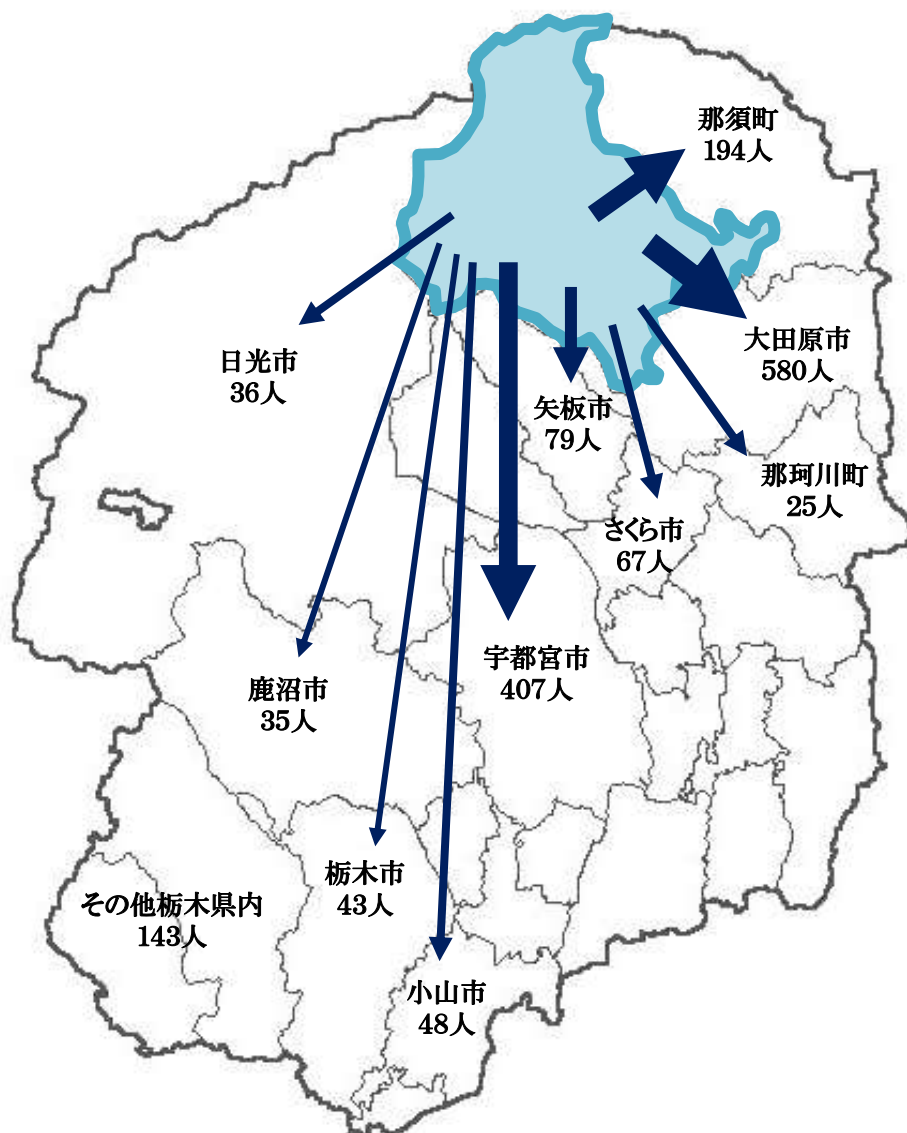 那須町
194人
大田原市
580人
日光市
36人
矢板市
79人
那珂川町
25人
さくら市
67人
宇都宮市
407人
鹿沼市
35人
栃木市
43人
その他栃木県内
143人
小山市
48人